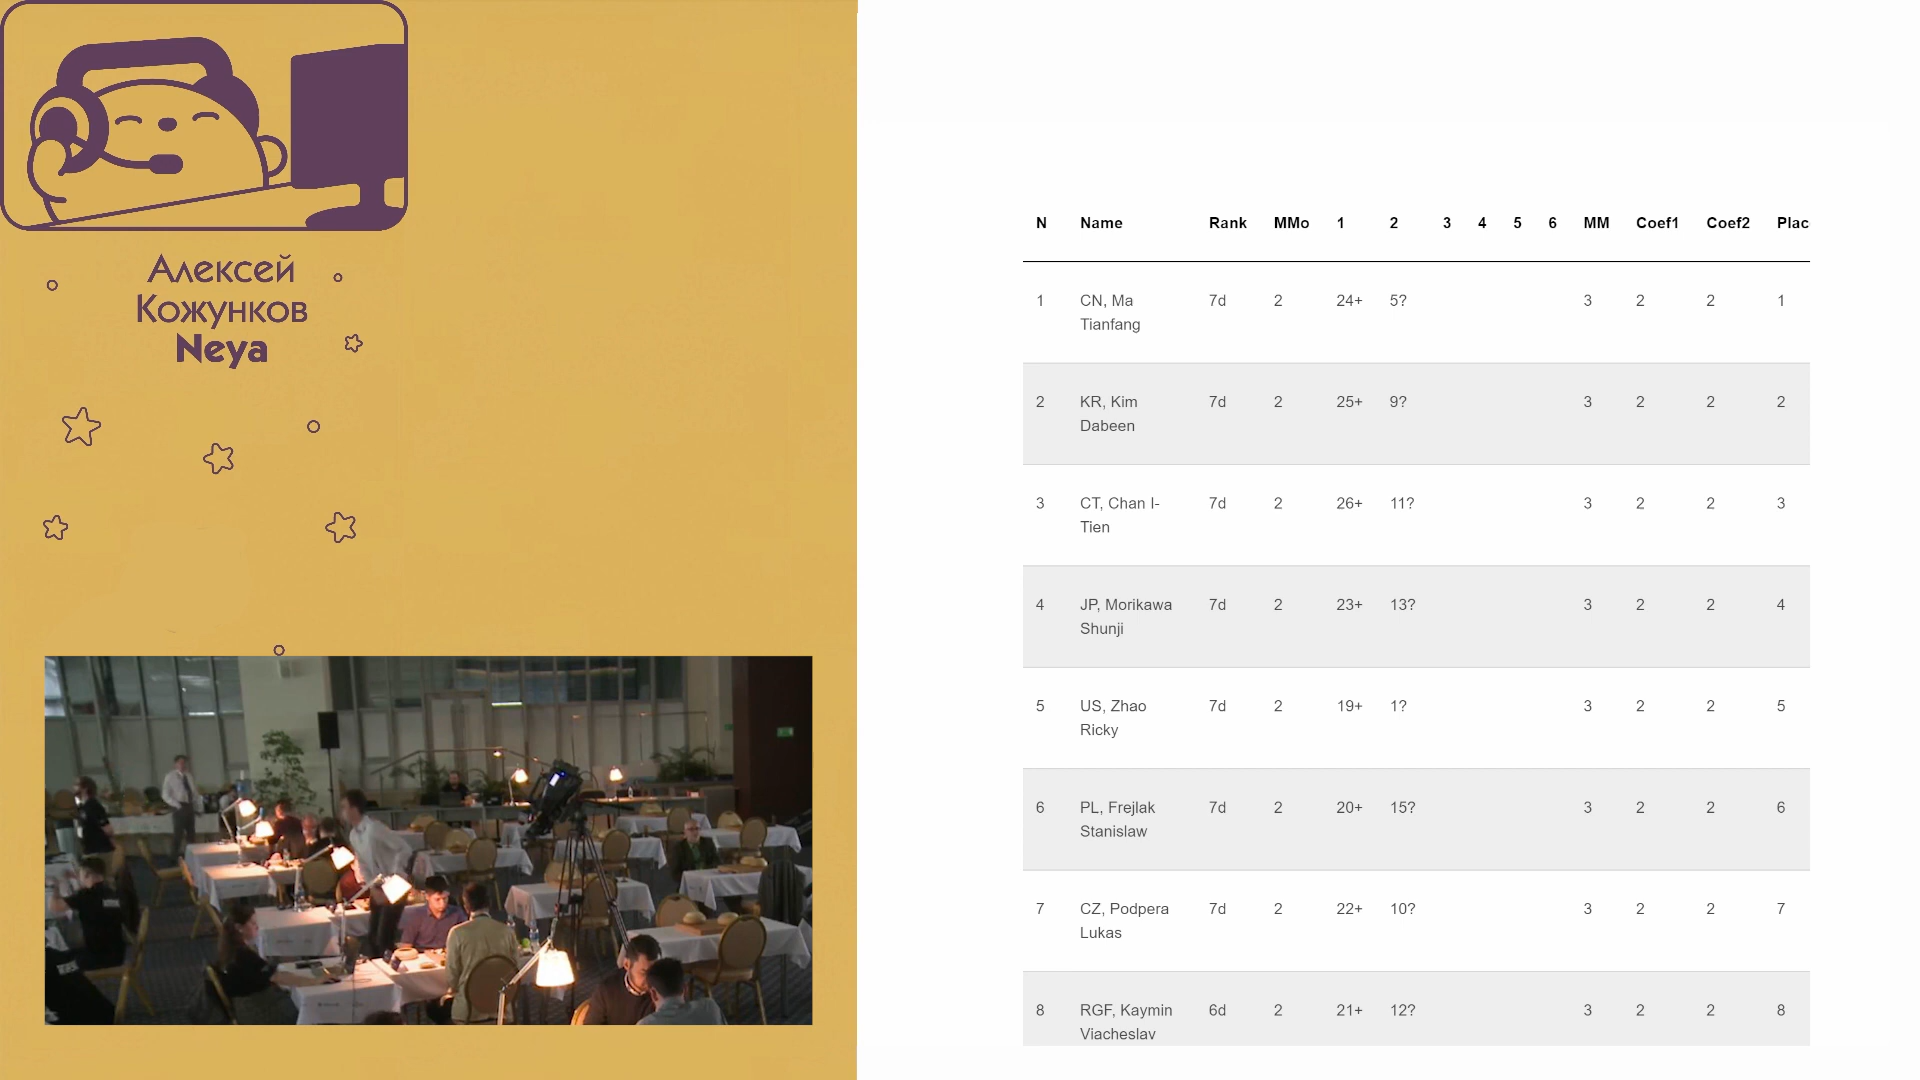 Алексей
Кожунков
Neya
N Name Rank MMo 1 2 3 4 5 6 MM Coef1 Coef2 Plac
1 CN, Ma Tianfang 7d 2 24+ 5? 3 2 2 1
2 KR, Kim Dabeen 7d 2 25+ 9? 3 2 2 2
3 CT, Chan I-Tien 7d 2 26+ 11? 3 2 2 3
4 JP, Morikawa Shunji 7d 2 23+ 13? 3 2 2 4
5 US, Zhao Ricky 7d 2 19+ 1? 3 2 2 5
6 PL, Frejlak Stanislaw 7d 2 20+ 15? 3 2 2 6
7 CZ, Podpera Lukas 7d 2 22+ 10? 3 2 2 7
8 RGF, Kaymin Viacheslav 6d 2 21+ 12? 3 2 2 8